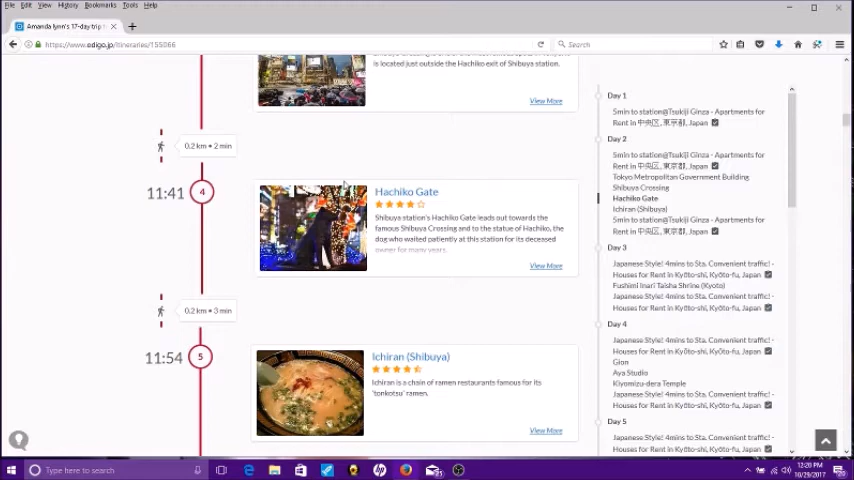 File Edit View History Bookmarks Tools Help
Amanda lynn's 17-day trip
https://www.edigo.jp/itineraries/155066
Search
is located just outside the Hachiko exit of Shibuya station.
View More
0.2 km • 2 min
11:41
4
Hachiko Gate
Shibuya station's Hachiko Gate leads out towards the
famous Shibuya Crossing and to the statue of Hachiko, the
dog who waited patiently at this station for its deceased
owner for many years.
View More
0.2 km • 3 min
11:54
5
Ichiran (Shibuya)
Ichiran is a chain of ramen restaurants famous for its
'tonkotsu' ramen.
View More
Day 1
5min to station@Tsukiji Ginza - Apartments for
Rent in 中央区, 東京都, Japan
Day 2
5min to station@Tsukiji Ginza - Apartments for
Rent in 中央区, 東京都, Japan
Tokyo Metropolitan Government Building
Shibuya Crossing
Hachiko Gate
Ichiran (Shibuya)
5min to station@Tsukiji Ginza - Apartments for
Rent in 中央区, 東京都, Japan
Day 3
Japanese Style! 4mins to Sta. Convenient traffic! -
Houses for Rent in Kyōto-shi, Kyōto-fu, Japan
Fushimi Inari Taisha Shrine (Kyoto)
Japanese Style! 4mins to Sta. Convenient traffic! -
Houses for Rent in Kyōto-shi, Kyōto-fu, Japan
Day 4
Japanese Style! 4mins to Sta. Convenient traffic! -
Houses for Rent in Kyōto-shi, Kyōto-fu, Japan
Gion
Aya Studio
Kiyomizu-dera Temple
Japanese Style! 4mins to Sta. Convenient traffic! -
Houses for Rent in Kyōto-shi, Kyōto-fu, Japan
Day 5
Japanese Style! 4mins to Sta. Convenient traffic! -
Houses for Rent in Kyōto-shi, Kyōto-fu, Japan
Type here to search
12:20 PM
10/29/2017